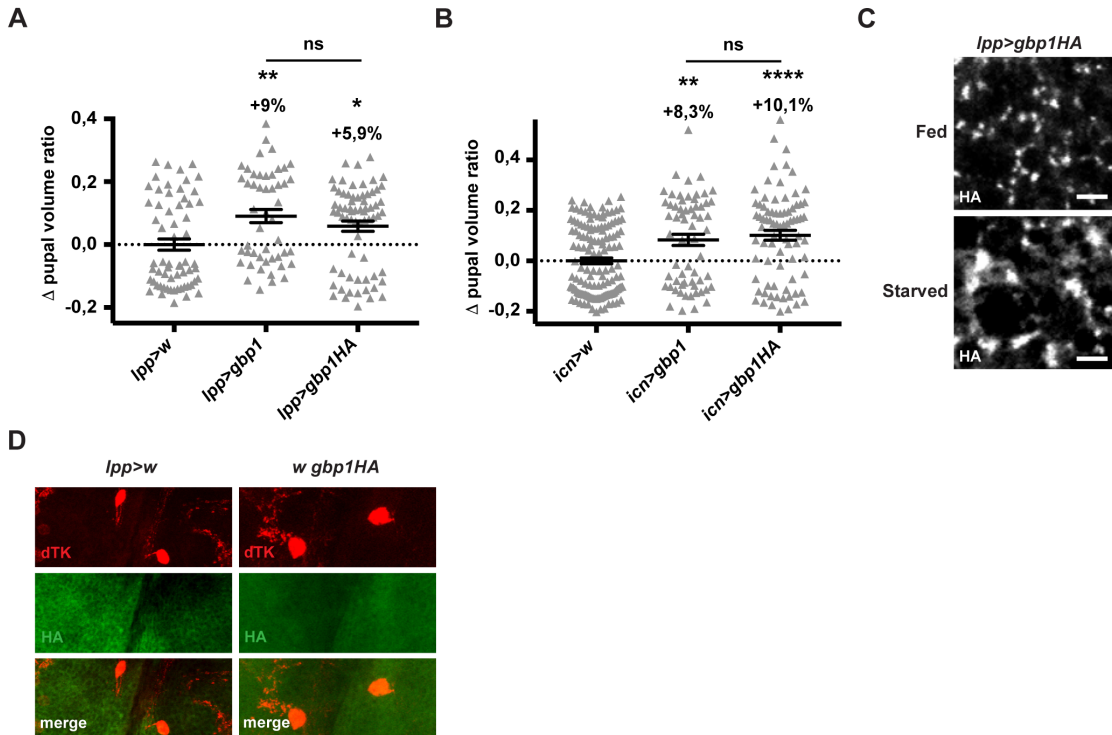 A
ns
**
+9%
*
+5,9%
Δ pupal volume ratio
0,4
0,2
0,0
-0,2
lpp>w
lpp>gbp1
lpp>gbp1HA
B
ns
**
+8,3%
****
+10,1%
Δ pupal volume ratio
0,4
0,2
0,0
-0,2
icn>w
icn>gbp1
icn>gbp1HA
C
lpp>gbp1HA
Fed
HA
Starved
HA
D
lpp>w
w gbp1HA
dTK
dTK
HA
HA
merge
merge